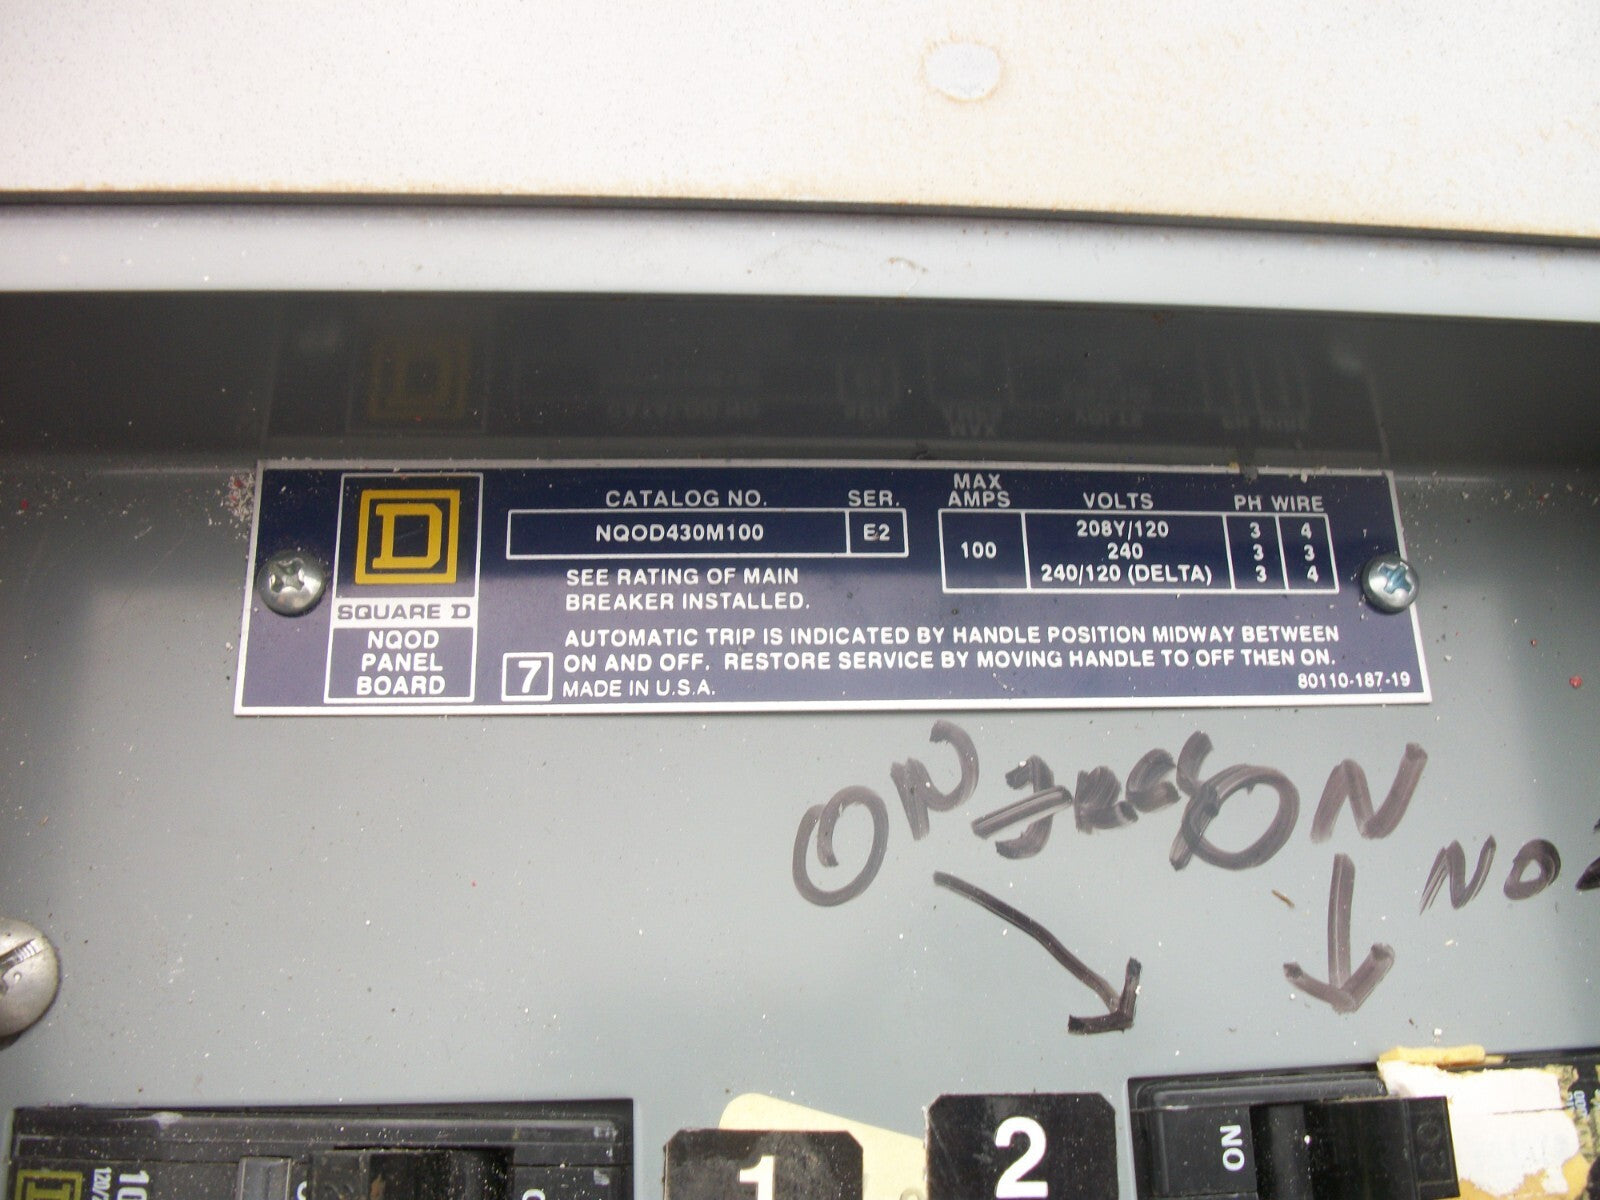 CATALOG NO. SER.
NQOD430M100 E2
MAX
AMPS VOLTS PH WIRE
100
208Y/120 3 4
240 3 3
240/120 (DELTA) 3 4
SQUARE D
NQOD
PANEL
BOARD
SEE RATING OF MAIN
BREAKER INSTALLED.
7
AUTOMATIC TRIP IS INDICATED BY HANDLE POSITION MIDWAY BETWEEN
ON AND OFF. RESTORE SERVICE BY MOVING HANDLE TO OFF THEN ON.
MADE IN U.S.A.
80110-187-19
ON
ON
NO
1
2
ON
20